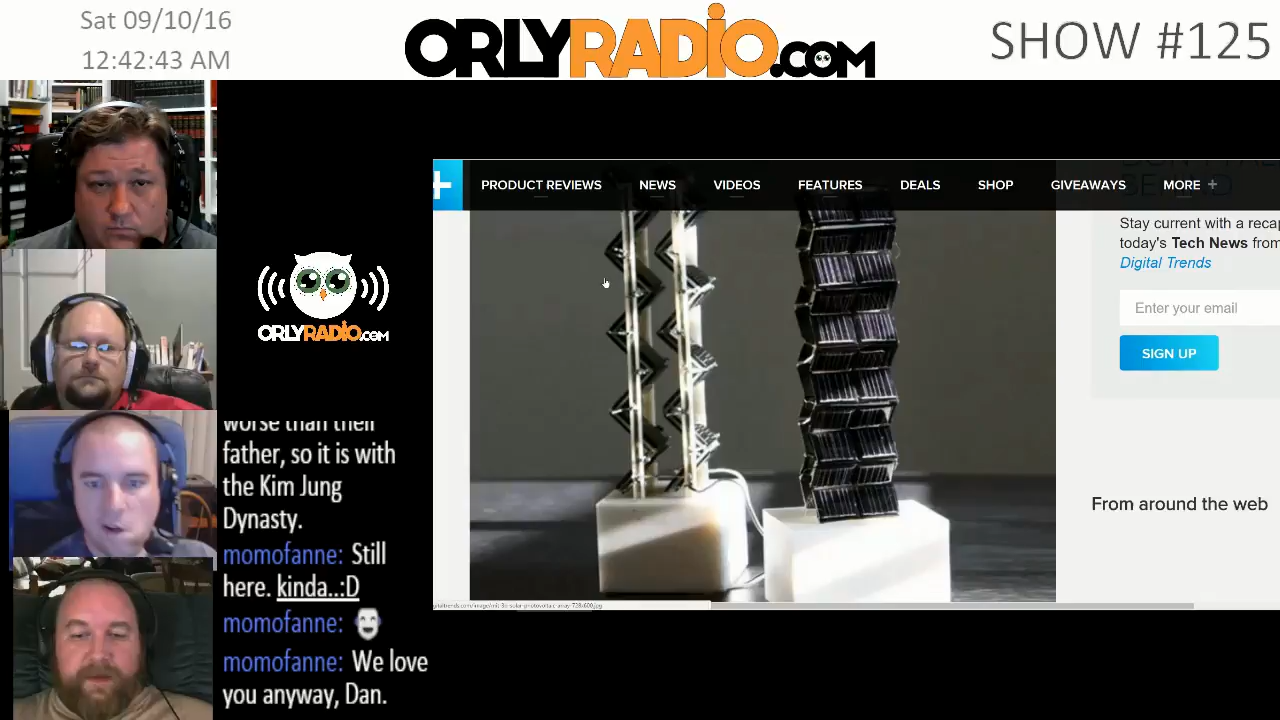 Sat 09/10/16
12:42:43 AM
ORLYRADIO.COM
SHOW #125
PRODUCT REVIEWS
NEWS
VIDEOS
FEATURES
DEALS
SHOP
GIVEAWAYS
MORE +
Stay current with a recap
today's Tech News from
Digital Trends
Enter your email
SIGN UP
From around the web
ORLYRADIO.COM
worse than their
father, so it is with
the Kim Jung
Dynasty.
momofanne: Still
here. kinda..:D
momofanne:
momofanne: We love
you anyway, Dan.